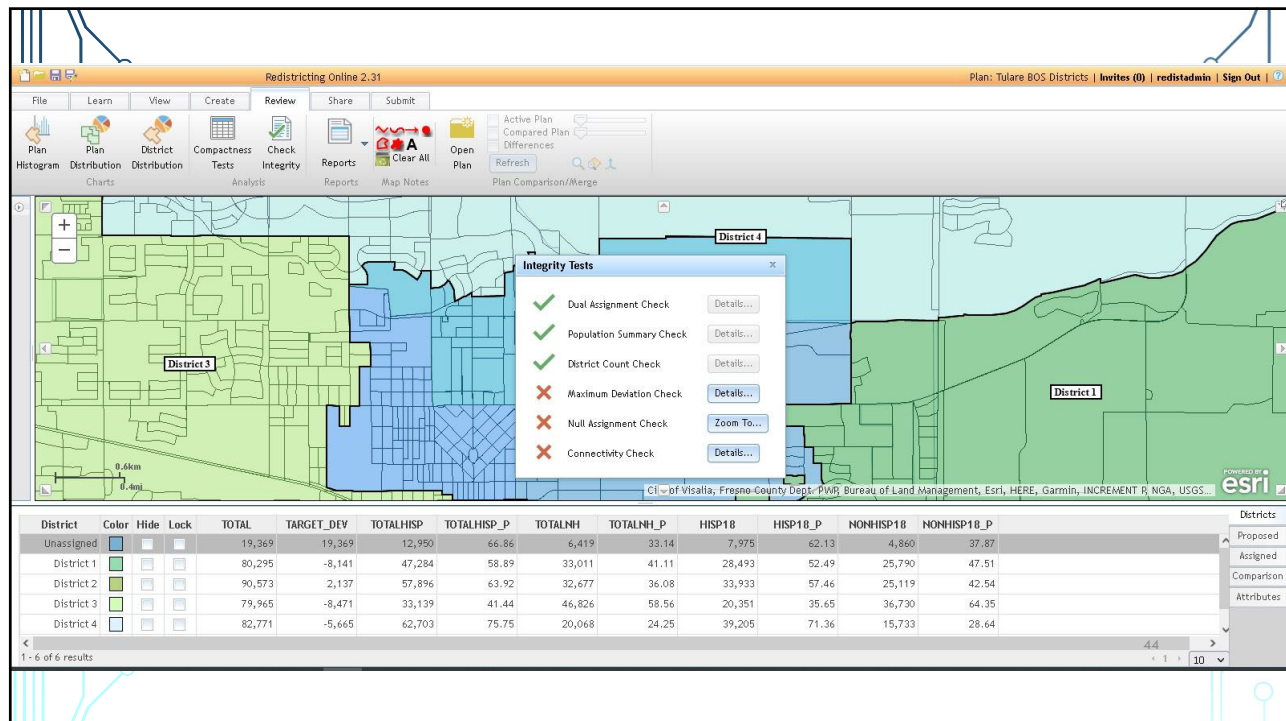 Redistricting Online 2.31
Plan: Tulare BOS Districts | Invites (0) | redistadmin | Sign Out |
File Learn View Create Review Share Submit
Plan Histogram
Plan Distribution
District Distribution
Charts
Compactness Tests
Check Integrity
Analysis
Reports
Reports
A
Clear All
Map Notes
Open Plan
Active Plan
Compared Plan
Differences
Refresh
Plan Comparison/Merge
+
−
District 4
District 3
District 1
Integrity Tests x
Dual Assignment Check Details...
Population Summary Check Details...
District Count Check Details...
Maximum Deviation Check Details...
Null Assignment Check Zoom To...
Connectivity Check Details...
0.6km
0.4mi
of Visalia, Fresno County Dept. PWP, Bureau of Land Management, Esri, HERE, Garmin, INCREMENT P, NGA, USGS...
POWERED BY
esri
District Color Hide Lock TOTAL TARGET_DEV TOTALHISP TOTALHISP_P TOTALNH TOTALNH_P HISP18 HISP18_P NONHISP18 NONHISP18_P
Unassigned 19,369 19,369 12,950 66.86 6,419 33.14 7,975 62.13 4,860 37.87
District 1 80,295 -8,141 47,284 58.89 33,011 41.11 28,493 52.49 25,790 47.51
District 2 90,573 2,137 57,896 63.92 32,677 36.08 33,933 57.46 25,119 42.54
District 3 79,965 -8,471 33,139 41.44 46,826 58.56 20,351 35.65 36,730 64.35
District 4 82,771 -5,665 62,703 75.75 20,068 24.25 39,205 71.36 15,733 28.64
Districts
Proposed
Assigned
Comparison
Attributes
44
1 - 6 of 6 results
1
10